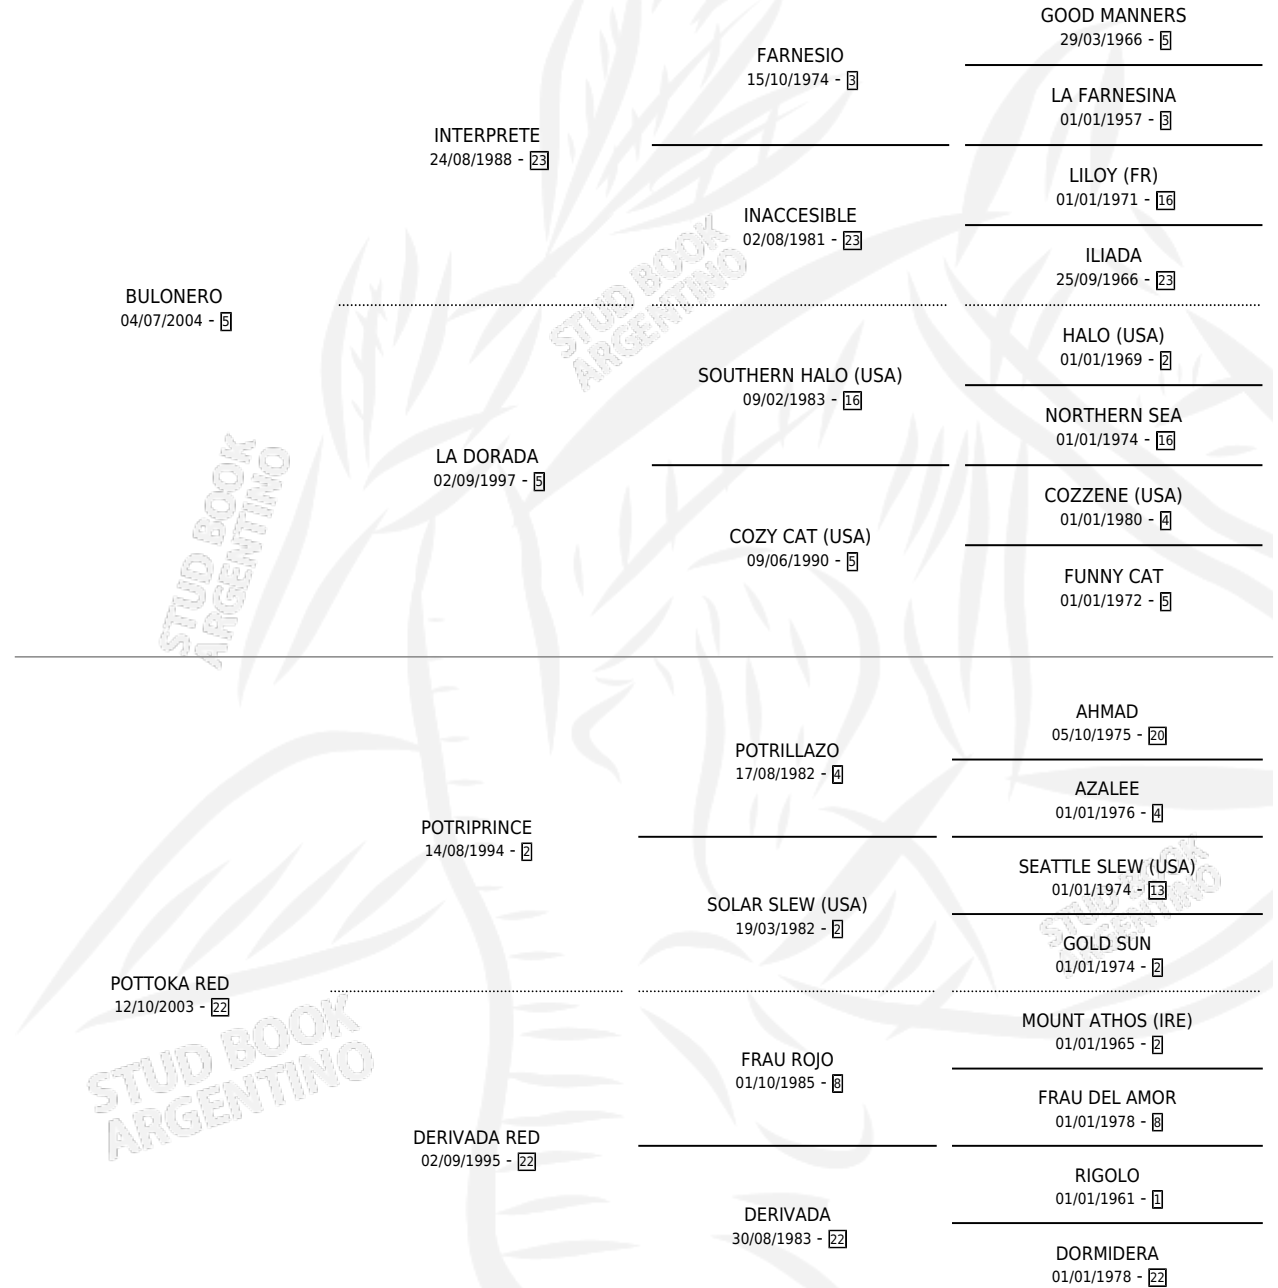 GOOD MANNERS
29/03/1966 - 5
FARNESIO
15/10/1974 - 3
LA FARNESINA
01/01/1957 - 3
INTERPRETE
24/08/1988 - 23
LILOY (FR)
01/01/1971 - 16
INACCESIBLE
02/08/1981 - 23
ILIADA
25/09/1966 - 23
BULONERO
04/07/2004 - 5
HALO (USA)
01/01/1969 - 2
SOUTHERN HALO (USA)
09/02/1983 - 16
NORTHERN SEA
01/01/1974 - 16
LA DORADA
02/09/1997 - 5
COZZENE (USA)
01/01/1980 - 4
COZY CAT (USA)
09/06/1990 - 5
FUNNY CAT
01/01/1972 - 5
STUD BOOK
ARGENTINO
STUD BOOK
ARGENTINO
AHMAD
05/10/1975 - 20
POTRILLAZO
17/08/1982 - 4
AZALEE
01/01/1976 - 4
POTRIPRINCE
14/08/1994 - 2
SEATTLE SLEW (USA)
01/01/1974 - 13
SOLAR SLEW (USA)
19/03/1982 - 2
GOLD SUN
01/01/1974 - 2
POTTOKA RED
12/10/2003 - 22
MOUNT ATHOS (IRE)
01/01/1965 - 2
FRAU ROJO
01/10/1985 - 8
FRAU DEL AMOR
01/01/1978 - 8
DERIVADA RED
02/09/1995 - 22
RIGOLO
01/01/1961 - 1
DERIVADA
30/08/1983 - 22
DORMIDERA
01/01/1978 - 22
STUD BOOK
ARGENTINO
STUD BOOK
ARGENTINO